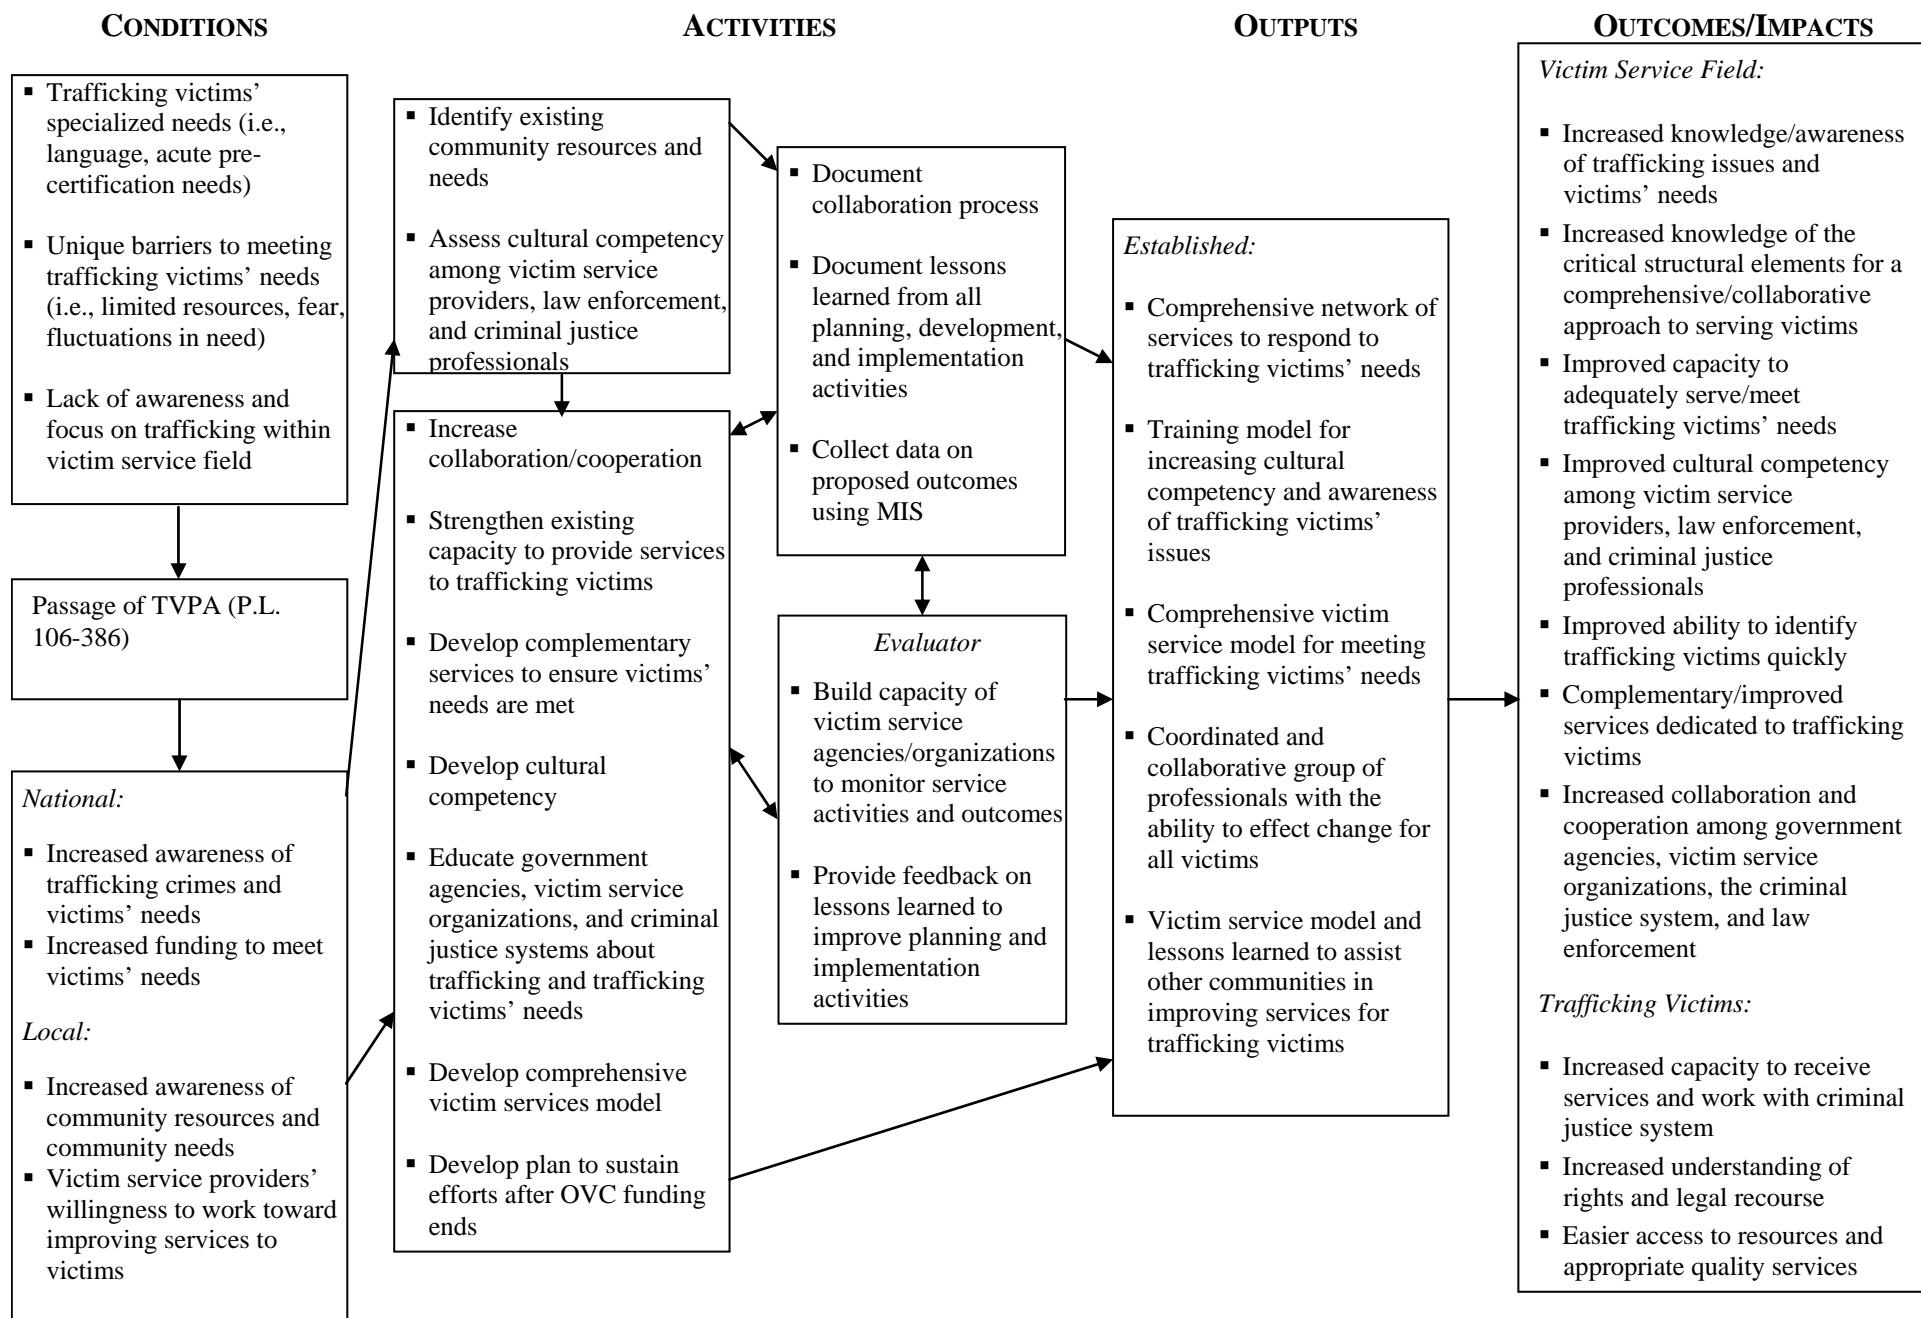 CONDITIONS
▪ Trafficking victims’
specialized needs (i.e.,
language, acute pre-
certification needs)
▪ Unique barriers to meeting
trafficking victims’ needs
(i.e., limited resources, fear,
fluctuations in need)
▪ Lack of awareness and
focus on trafficking within
victim service field
Passage of TVPA (P.L.
106-386)
National:
▪ Increased awareness of
trafficking crimes and
victims’ needs
▪ Increased funding to meet
victims’ needs
Local:
▪ Increased awareness of
community resources and
community needs
▪ Victim service providers’
willingness to work toward
improving services to
victims
ACTIVITIES
▪ Identify existing
community resources and
needs
▪ Assess cultural competency
among victim service
providers, law enforcement,
and criminal justice
professionals
▪ Increase
collaboration/cooperation
▪ Strengthen existing
capacity to provide services
to trafficking victims
▪ Develop complementary
services to ensure victims’
needs are met
▪ Develop cultural
competency
▪ Educate government
agencies, victim service
organizations, and criminal
justice systems about
trafficking and trafficking
victims’ needs
▪ Develop comprehensive
victim services model
▪ Develop plan to sustain
efforts after OVC funding
ends
▪ Document
collaboration process
▪ Document lessons
learned from all
planning, development,
and implementation
activities
▪ Collect data on
proposed outcomes
using MIS
Evaluator
▪ Build capacity of
victim service
agencies/organizations
to monitor service
activities and outcomes
▪ Provide feedback on
lessons learned to
improve planning and
implementation
activities
OUTPUTS
Established:
▪ Comprehensive network of
services to respond to
trafficking victims’ needs
▪ Training model for
increasing cultural
competency and awareness
of trafficking victims’
issues
▪ Comprehensive victim
service model for meeting
trafficking victims’ needs
▪ Coordinated and
collaborative group of
professionals with the
ability to effect change for
all victims
▪ Victim service model and
lessons learned to assist
other communities in
improving services for
trafficking victims
OUTCOMES/IMPACTS
Victim Service Field:
▪ Increased knowledge/awareness
of trafficking issues and
victims’ needs
▪ Increased knowledge of the
critical structural elements for a
comprehensive/collaborative
approach to serving victims
▪ Improved capacity to
adequately serve/meet
trafficking victims’ needs
▪ Improved cultural competency
among victim service
providers, law enforcement,
and criminal justice
professionals
▪ Improved ability to identify
trafficking victims quickly
▪ Complementary/improved
services dedicated to trafficking
victims
▪ Increased collaboration and
cooperation among government
agencies, victim service
organizations, the criminal
justice system, and law
enforcement
Trafficking Victims:
▪ Increased capacity to receive
services and work with criminal
justice system
▪ Increased understanding of
rights and legal recourse
▪ Easier access to resources and
appropriate quality services